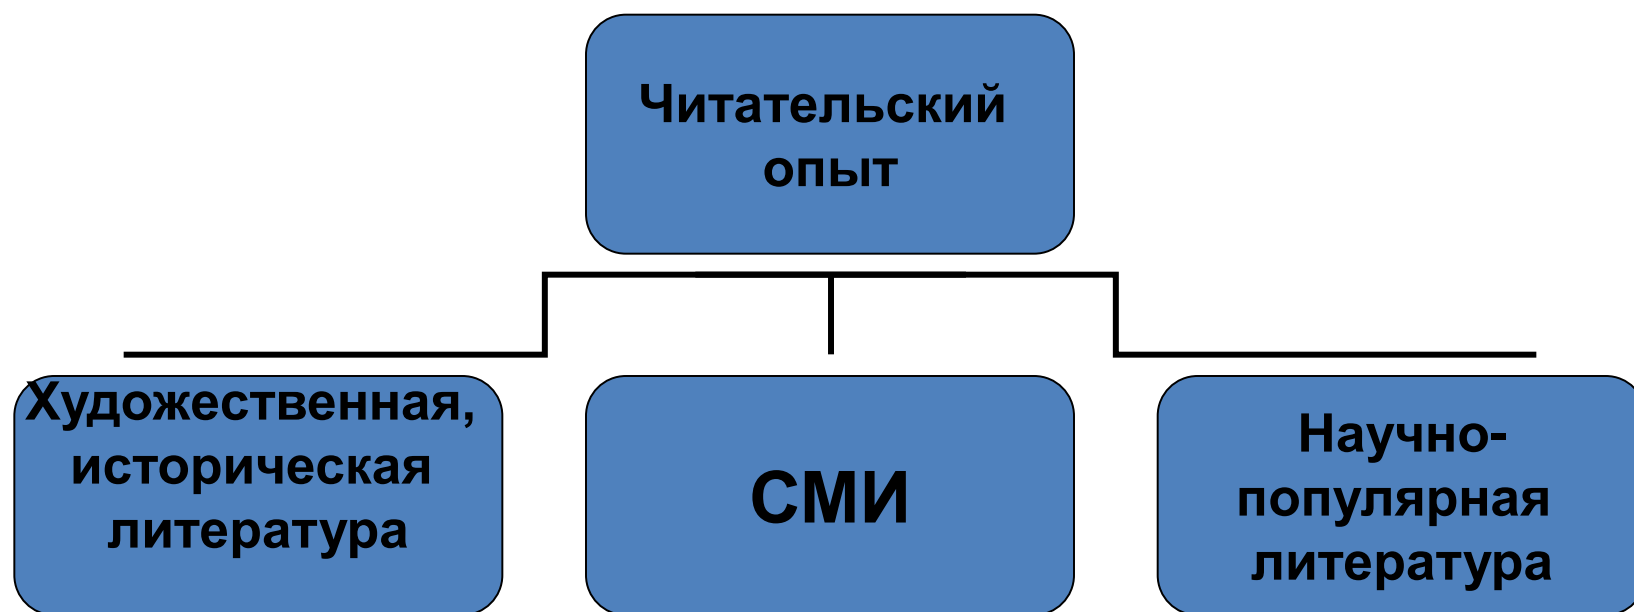 Читательский
опыт
Художественная,
историческая
литература
СМИ
Научно-
популярная
литература